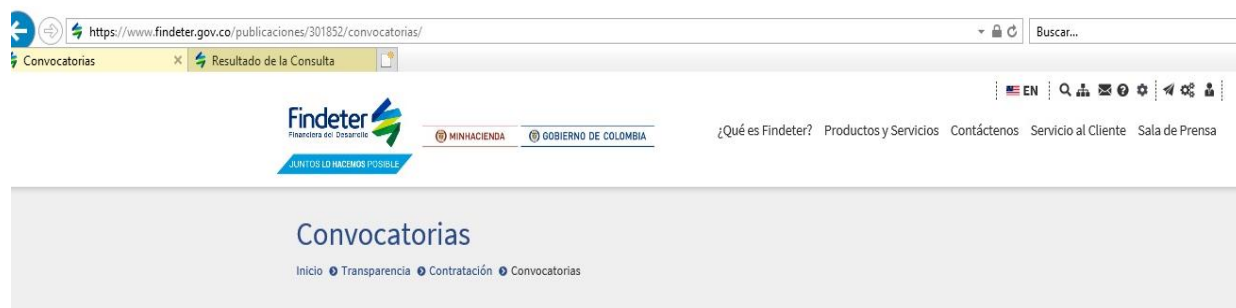 https://www.findeter.gov.co/publicaciones/301852/convocatorias/
Buscar...
Convocatorias
Resultado de la Consulta
EN
Findeter
Financiera del Desarrollo
MINHACIENDA
GOBIERNO DE COLOMBIA
¿Qué es Findeter? Productos y Servicios Contáctenos Servicio al Cliente Sala de Prensa
JUNTOS LO HACEMOS POSIBLE
Convocatorias
Inicio Transparencia Contratación Convocatorias